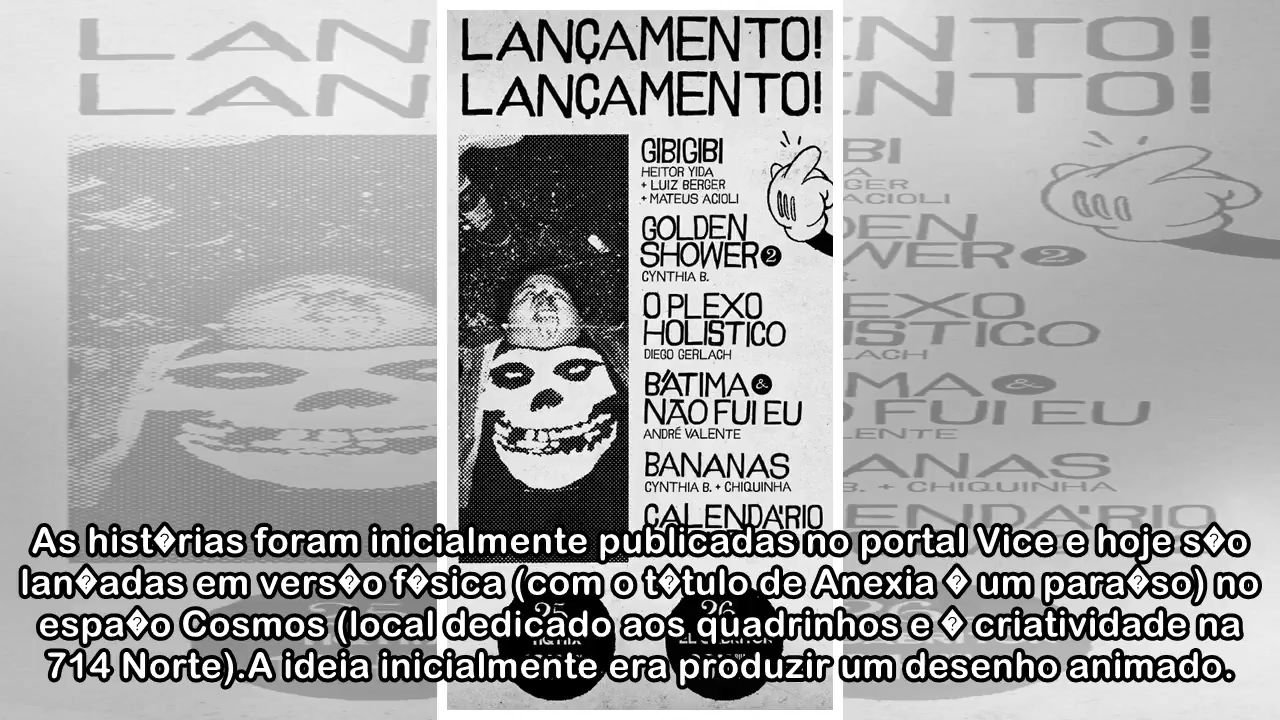 LANÇAMENTO!
LANÇAMENTO!
GIBIGIBI
HEITOR YIDA
+ LUIZ BERGER
+ MATEUS ACIOLI
GOLDEN
SHOWER 2
CYNTHIA B.
O PLEXO
HOLISTICO
DIEGO GERLACH
BÁTIMA &
NÃO FUI EU
ANDRÉ VALENTE
BANANAS
CYNTHIA B. + CHIQUINHA
CALENDÁRIO
As hist�rias foram inicialmente publicadas no portal Vice e hoje s�o
lan�adas em vers�o f�sica (com o t�tulo de Anexia � um para�so) no
espa�o Cosmos (local dedicado aos quadrinhos e � criatividade na
714 Norte).A ideia inicialmente era produzir um desenho animado.
25
26